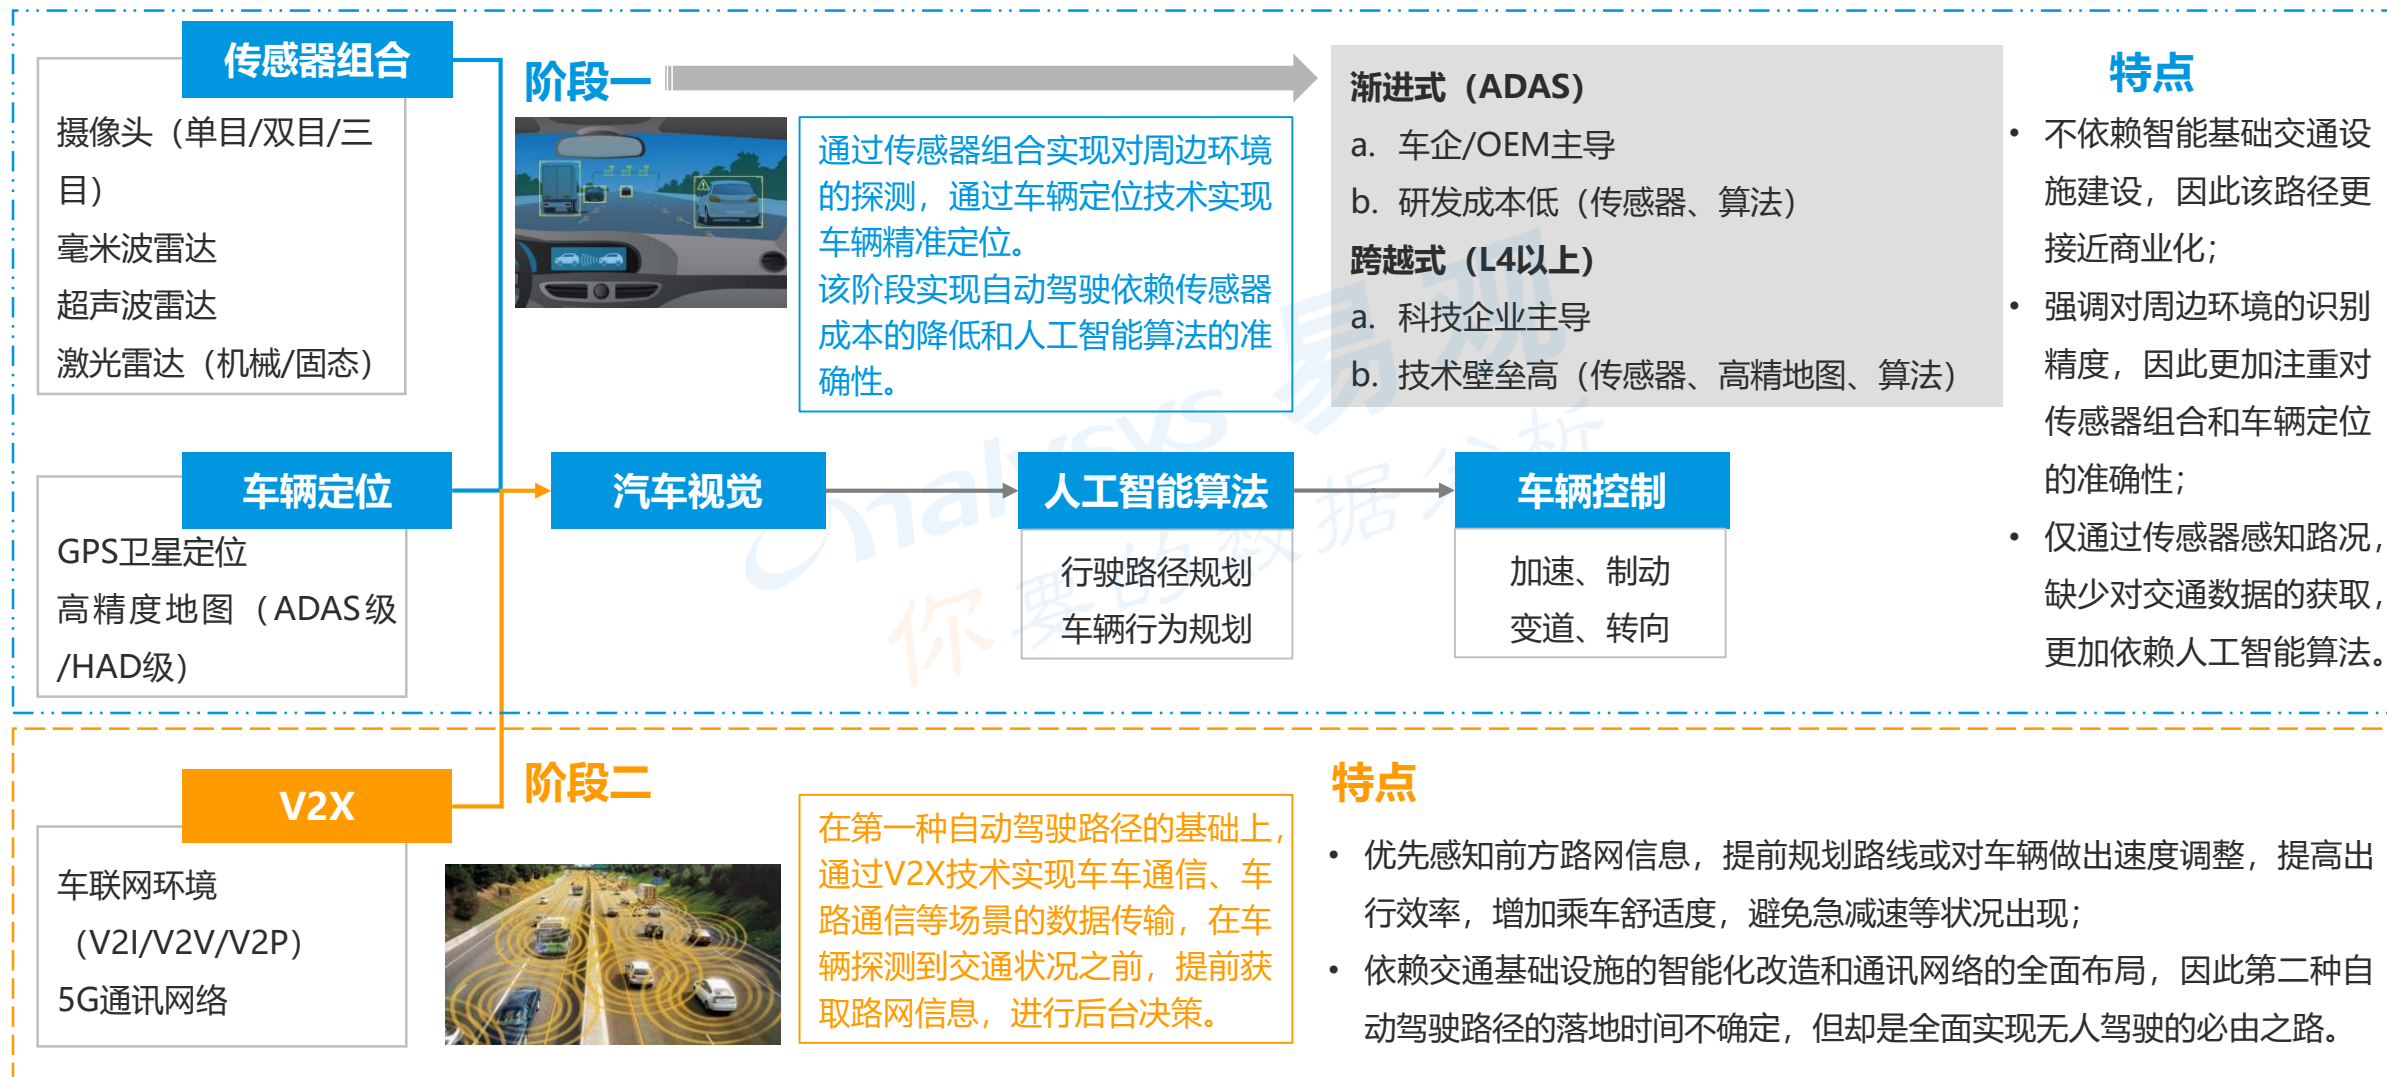 传感器组合
摄像头（单目/双目/三
目）
毫米波雷达
超声波雷达
激光雷达（机械/固态）
阶段一
通过传感器组合实现对周边环境
的探测，通过车辆定位技术实现
车辆精准定位。
该阶段实现自动驾驶依赖传感器
成本的降低和人工智能算法的准
确性。
渐进式（ADAS）
a. 车企/OEM主导
b. 研发成本低（传感器、算法）
跨越式（L4以上）
a. 科技企业主导
b. 技术壁垒高（传感器、高精地图、算法）
特点
• 不依赖智能基础交通设
施建设，因此该路径更
接近商业化；
• 强调对周边环境的识别
精度，因此更加注重对
传感器组合和车辆定位
的准确性；
• 仅通过传感器感知路况，
缺少对交通数据的获取，
更加依赖人工智能算法。
车辆定位
GPS卫星定位
高精度地图（ADAS级
/HAD级）
汽车视觉
人工智能算法
行驶路径规划
车辆行为规划
车辆控制
加速、制动
变道、转向
analysys 易观
你要的数据分析
V2X
车联网环境
（V2I/V2V/V2P）
5G通讯网络
阶段二
在第一种自动驾驶路径的基础上，
通过V2X技术实现车车通信、车
路通信等场景的数据传输，在车
辆探测到交通状况之前，提前获
取路网信息，进行后台决策。
特点
• 优先感知前方路网信息，提前规划路线或对车辆做出速度调整，提高出
行效率，增加乘车舒适度，避免急减速等状况出现；
• 依赖交通基础设施的智能化改造和通讯网络的全面布局，因此第二种自
动驾驶路径的落地时间不确定，但却是全面实现无人驾驶的必由之路。